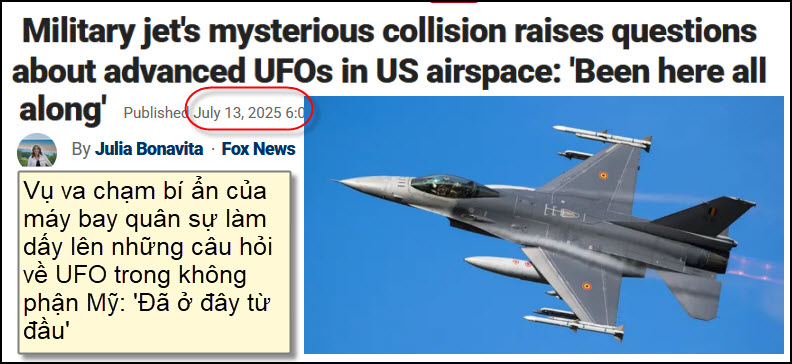 Military jet's mysterious collision raises questions
about advanced UFOs in US airspace: 'Been here all
along'
Published July 13, 2025 6:0
By Julia Bonavita · Fox News
Vụ va chạm bí ẩn của
máy bay quân sự làm
dấy lên những câu hỏi
về UFO trong không
phận Mỹ: 'Đã ở đây từ
đầu'